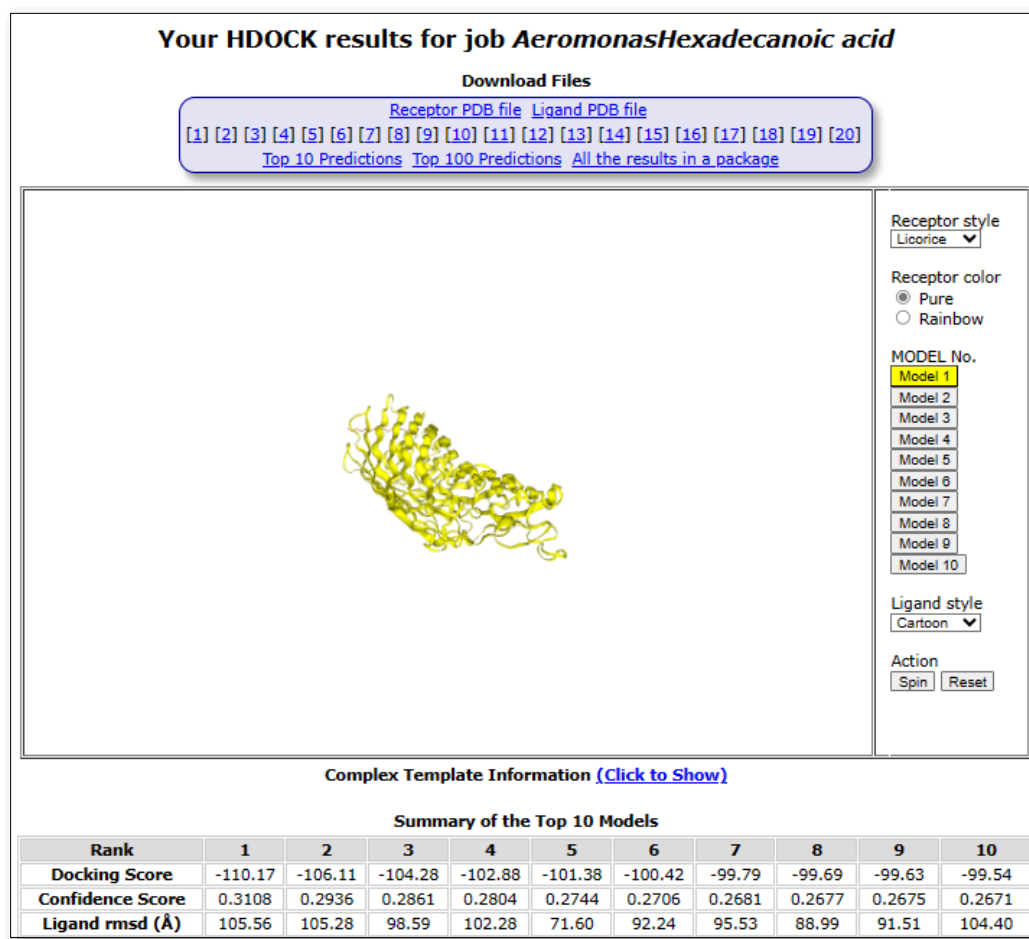 Your HDOCK results for job AeromonasHexadecanoic acid
Download Files
Receptor PDB file Ligand PDB file
[1] [2] [3] [4] [5] [6] [7] [8] [9] [10] [11] [12] [13] [14] [15] [16] [17] [18] [19] [20]
Top 10 Predictions Top 100 Predictions All the results in a package
Receptor style
Licorice
Receptor color
Pure
Rainbow
MODEL No.
Model 1
Model 2
Model 3
Model 4
Model 5
Model 6
Model 7
Model 8
Model 9
Model 10
Ligand style
Cartoon
Action
Spin Reset
Complex Template Information (Click to Show)
Summary of the Top 10 Models
Rank 1 2 3 4 5 6 7 8 9 10
Docking Score -110.17 -106.11 -104.28 -102.88 -101.38 -100.42 -99.79 -99.69 -99.63 -99.54
Confidence Score 0.3108 0.2936 0.2861 0.2804 0.2744 0.2706 0.2681 0.2677 0.2675 0.2671
Ligand rmsd (Å) 105.56 105.28 98.59 102.28 71.60 92.24 95.53 88.99 91.51 104.40